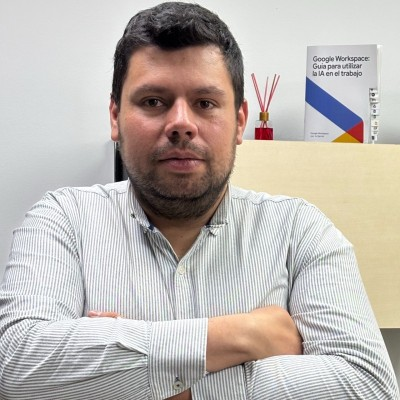 Google Workspace:
Guía para utilizar
la IA en el trabajo